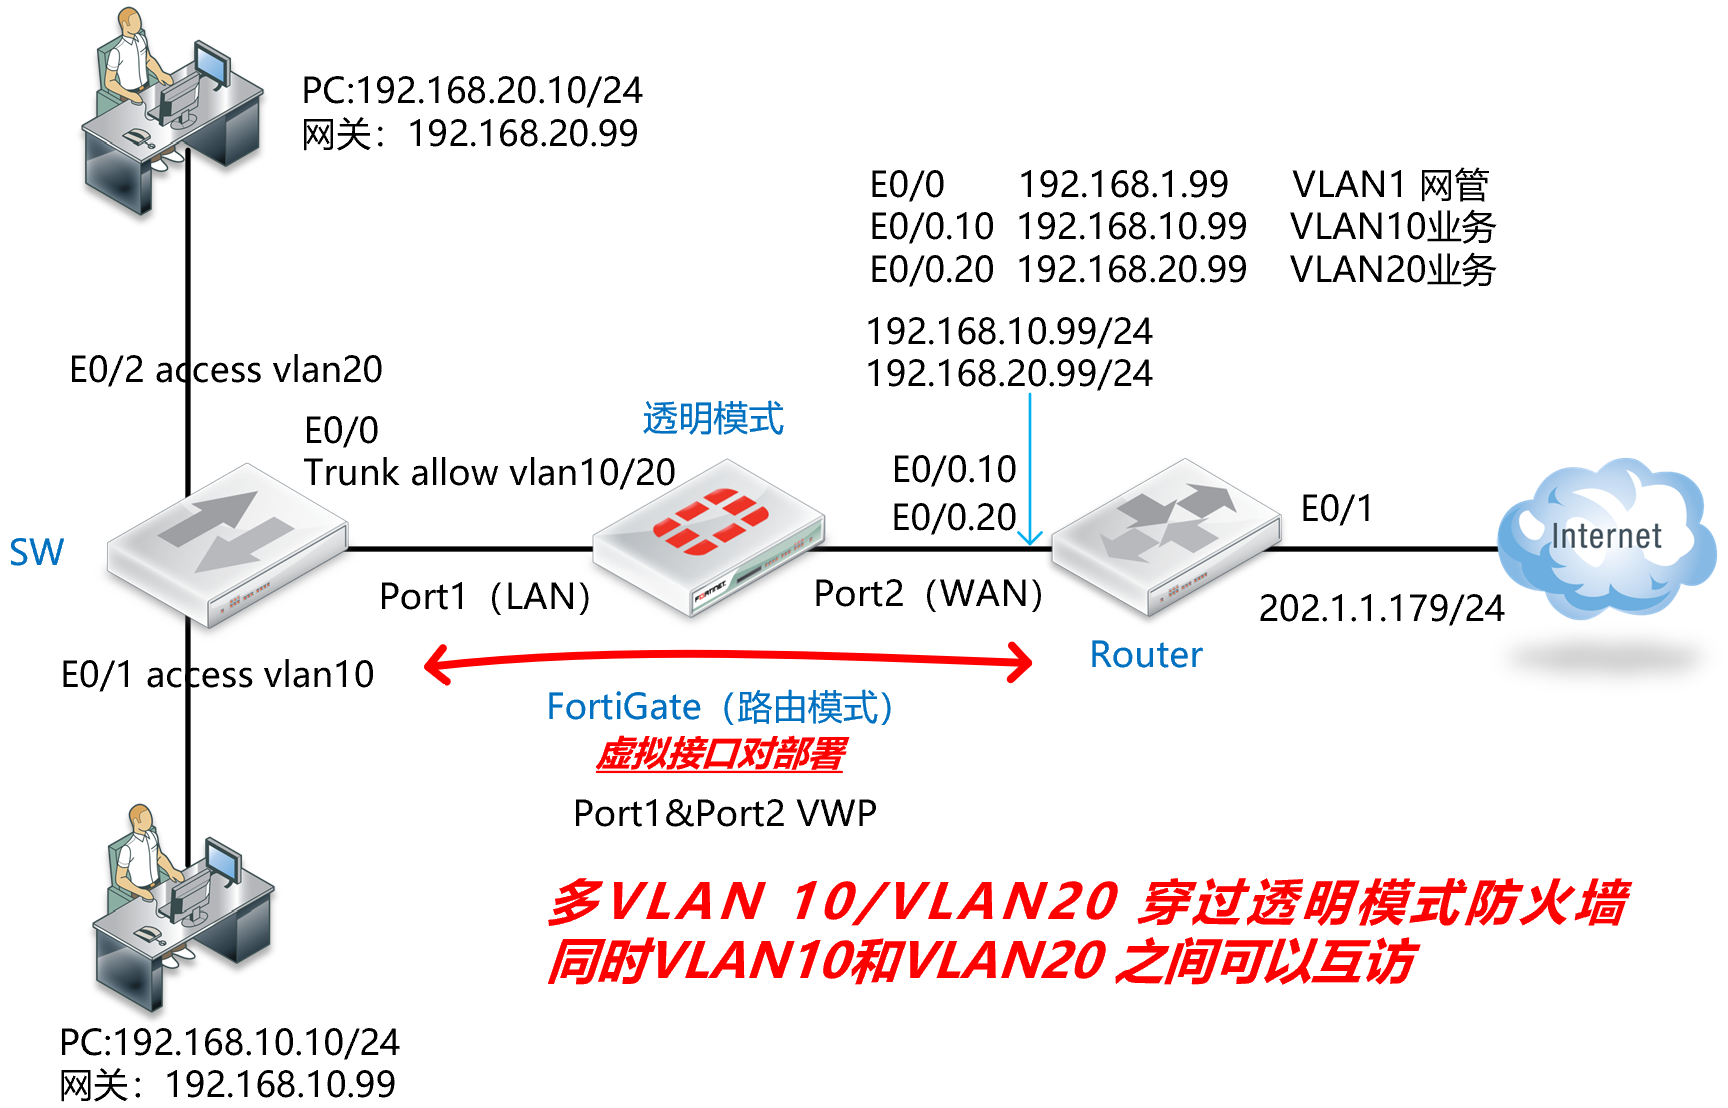 PC:192.168.20.10/24
网关：192.168.20.99
E0/0 192.168.1.99 VLAN1 网管
E0/0.10 192.168.10.99 VLAN10业务
E0/0.20 192.168.20.99 VLAN20业务
192.168.10.99/24
192.168.20.99/24
E0/2 access vlan20
透明模式
E0/0
Trunk allow vlan10/20
E0/0.10
E0/0.20
E0/1
Internet
SW
FORTINET
Port1（LAN）
Port2（WAN）
202.1.1.179/24
Router
E0/1 access vlan10
FortiGate（路由模式）
虚拟接口对部署
Port1&Port2 VWP
多VLAN 10/VLAN20 穿过透明模式防火墙
同时VLAN10和VLAN20 之间可以互访
PC:192.168.10.10/24
网关：192.168.10.99